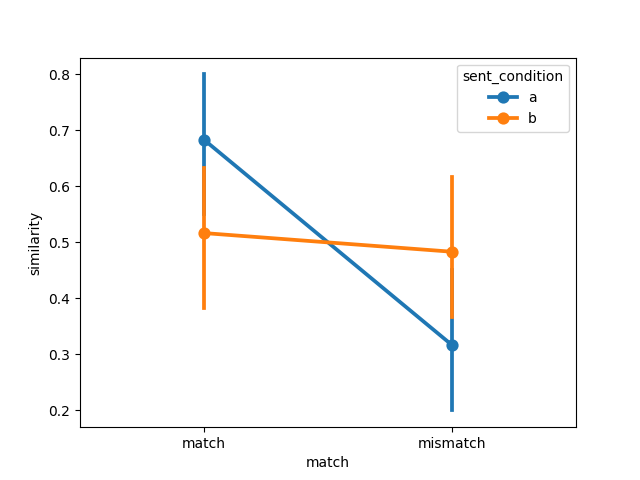 sent_condition
a
b
0.8
0.7
0.6
0.5
0.4
0.3
0.2
similarity
match
mismatch
match